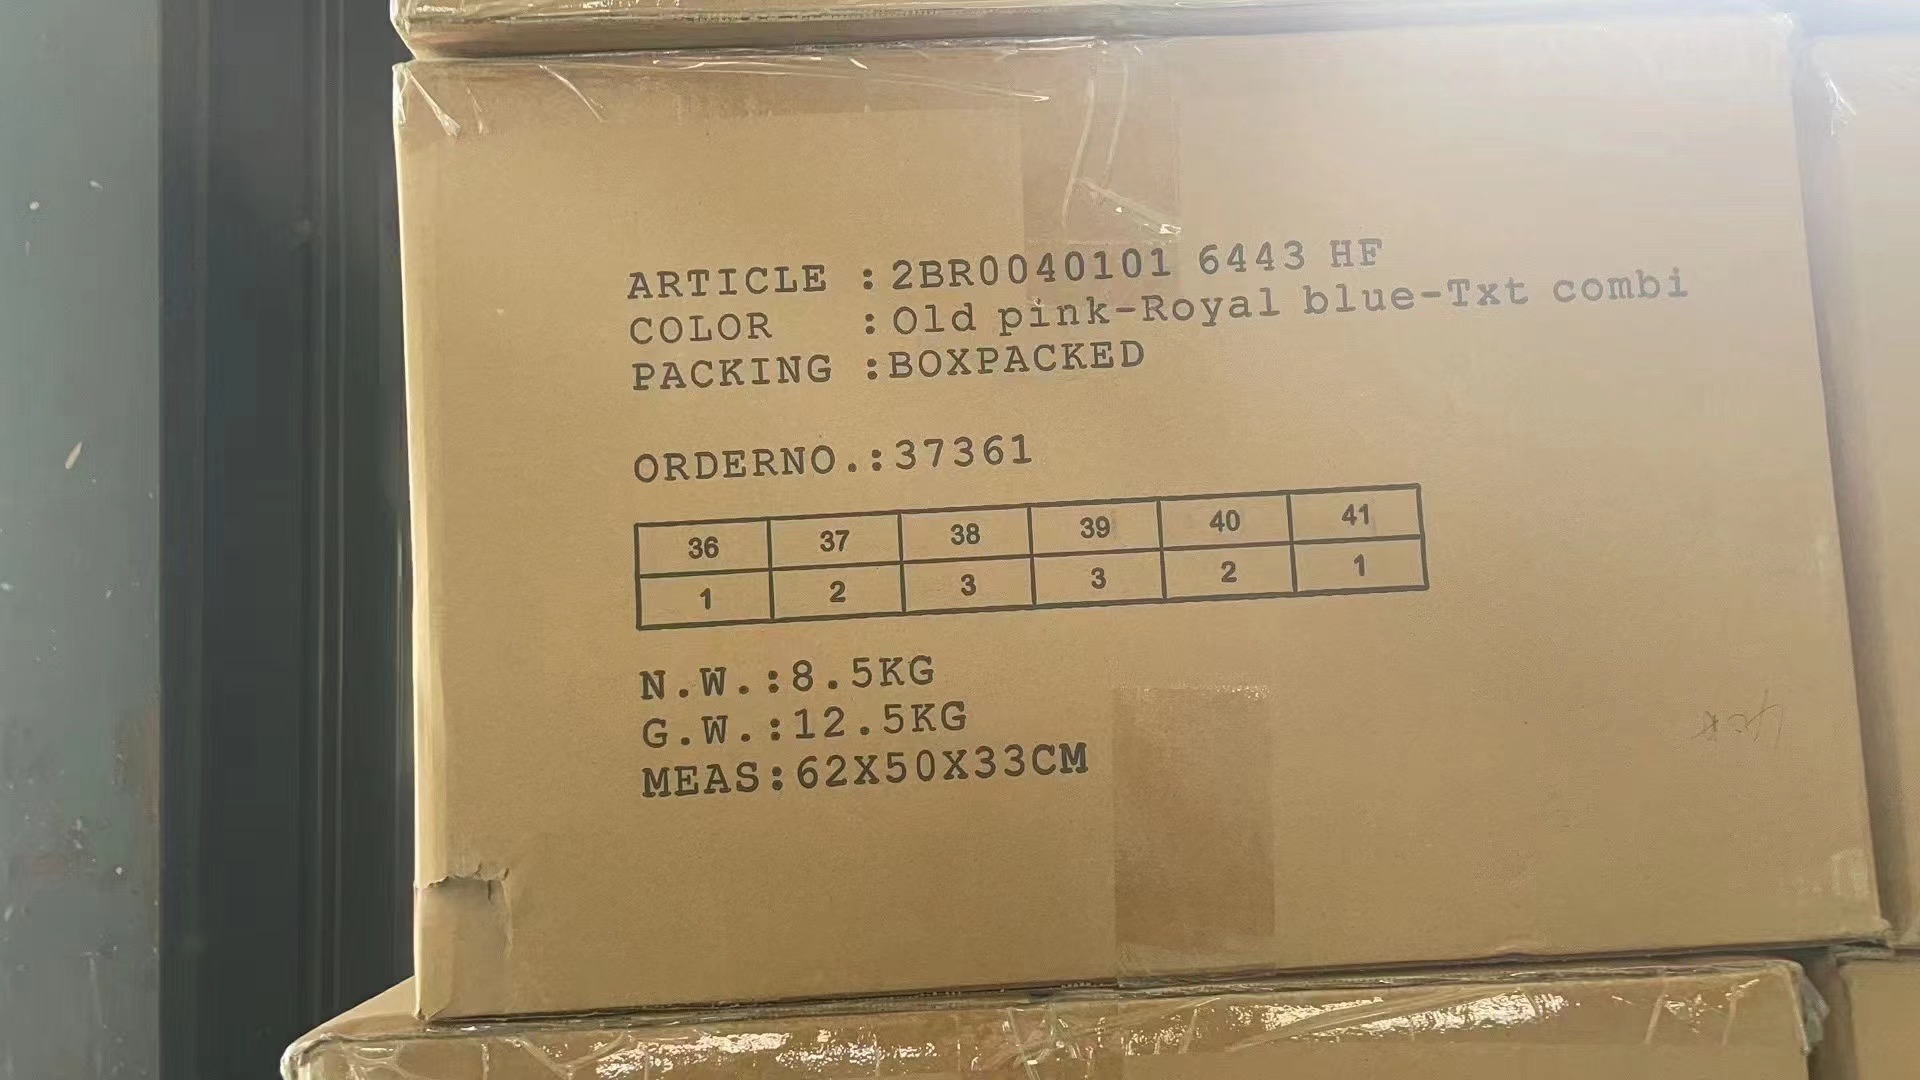 ARTICLE :2BR0040101 6443 HF
COLOR :Old pink-Royal blue-Txt combi
PACKING :BOXPACKED
ORDERNO.:37361
36 37 38 39 40 41
1 2 3 3 2 1
N.W.:8.5KG
G.W.:12.5KG
MEAS:62X50X33CM